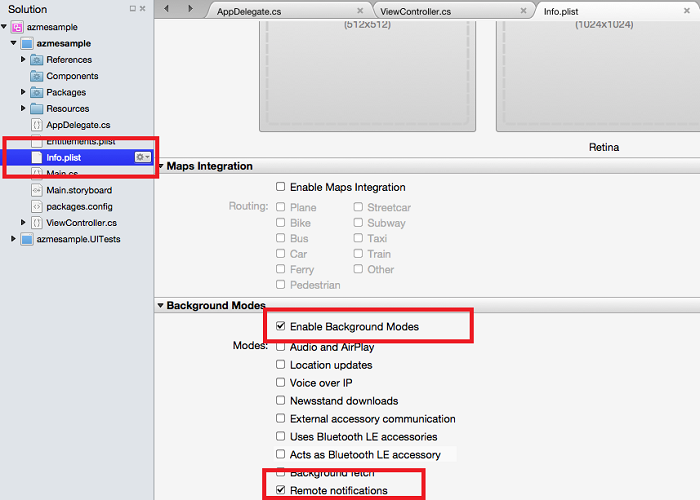 Solution
azmesample
azmesample
References
Components
Packages
Resources
AppDelegate.cs
Entitlements.plist
Info.plist
Main.cs
Main.storyboard
packages.config
ViewController.cs
azmesample.UITests
AppDelegate.cs
ViewController.cs
Info.plist
(512x512)
(1024x1024)
Retina
Maps Integration
Enable Maps Integration
Routing: Plane Streetcar
Bike Subway
Bus Taxi
Car Train
Ferry Other
Pedestrian
Background Modes
Enable Background Modes
Modes: Audio and AirPlay
Location updates
Voice over IP
Newsstand downloads
External accessory communication
Uses Bluetooth LE accessories
Acts as Bluetooth LE accessory
Background fetch
Remote notifications